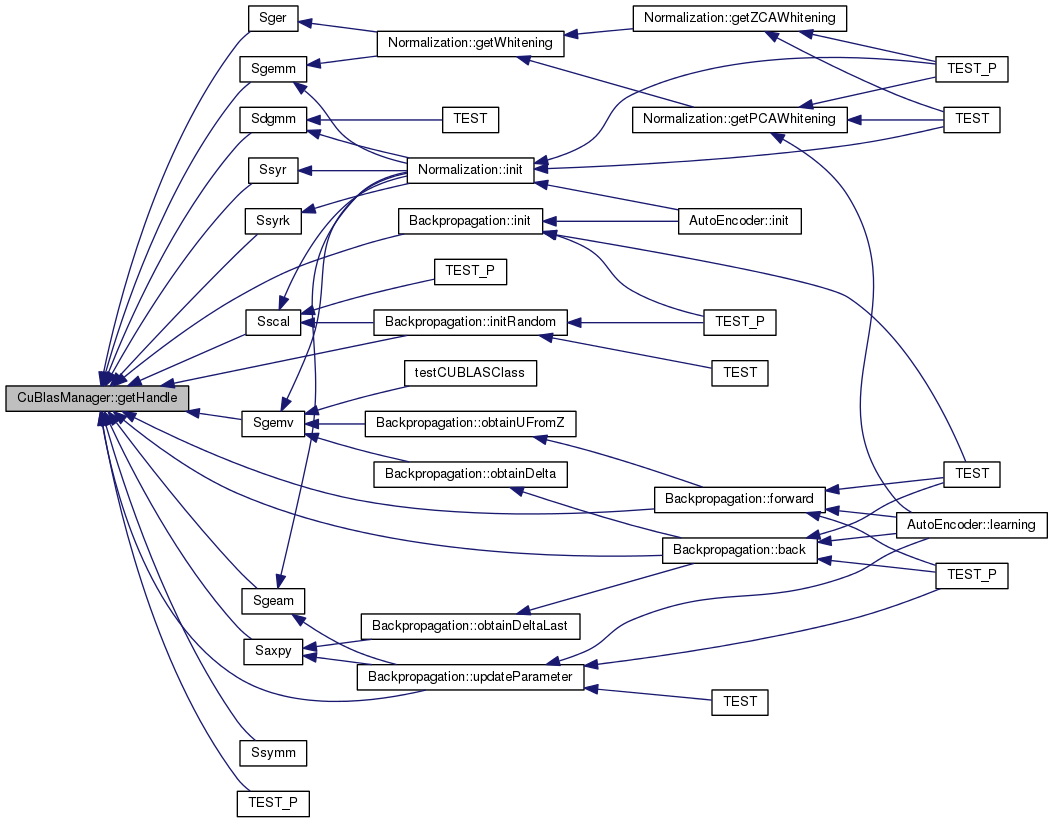 CuBlasManager::getHandle
Sger
Sgemm
Sdgmm
Ssyr
Ssyrk
Sscal
Sgemv
Sgeam
Saxpy
Ssymm
TEST_P
Normalization::getWhitening
TEST
Normalization::init
Backpropagation::init
TEST_P
Backpropagation::initRandom
testCUBLASClass
Backpropagation::obtainUFromZ
Backpropagation::obtainDelta
Backpropagation::obtainDeltaLast
Backpropagation::updateParameter
Normalization::getZCAWhitening
Normalization::getPCAWhitening
AutoEncoder::init
TEST_P
TEST
Backpropagation::forward
Backpropagation::back
TEST
TEST_P
TEST
TEST
AutoEncoder::learning
TEST_P